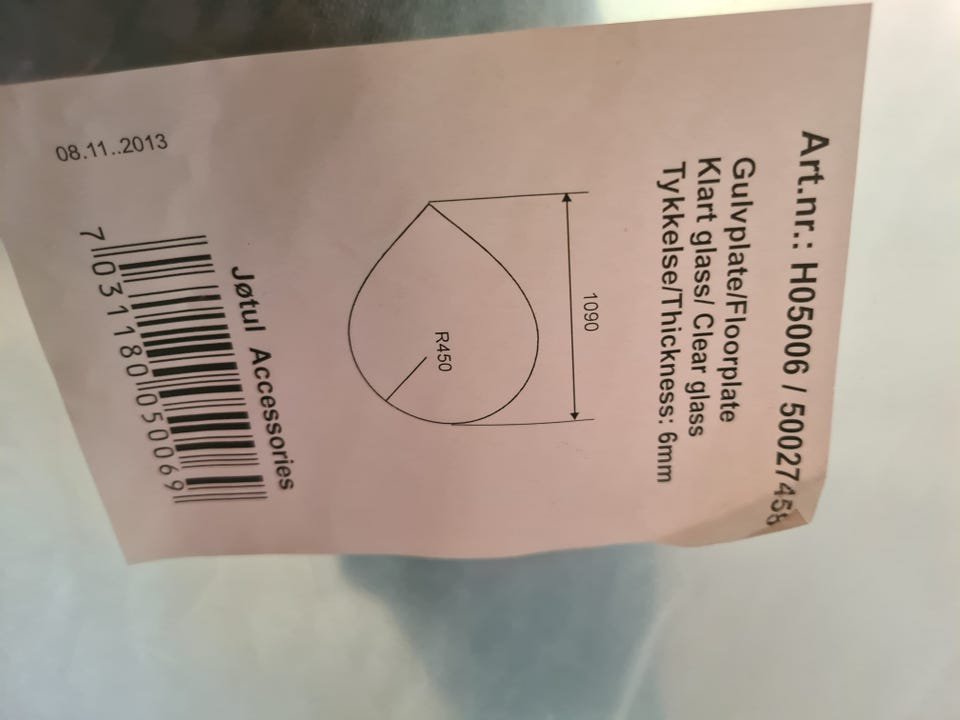 Art.nr.: H05006 / 50027458
Gulvplate/Floorplate
Klart glass/ Clear glass
Tykkelse/Thickness: 6mm
1090
R450
Jøtul Accessories
7 031180 050069
08.11..2013